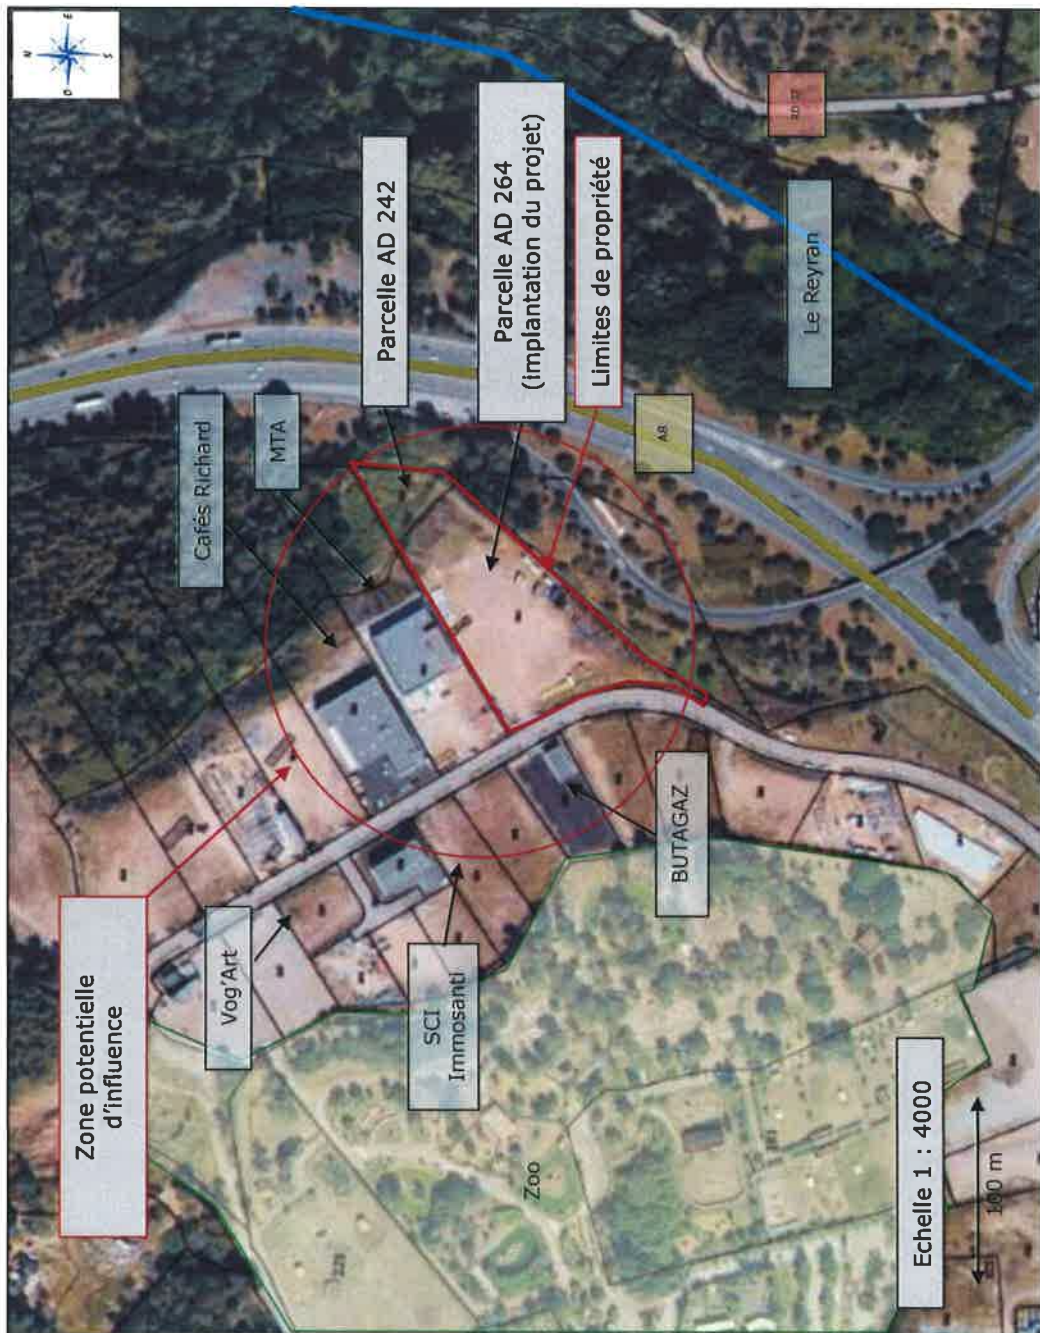 N
E
O
S
Zone potentielle
d'influence
Cafés Richard
Vog'Art
MTA
Parcelle AD 242
SCI
Immosanti
Parcelle AD 264
(implantation du projet)
Zoo
Limites de propriété
A8
BUTAGAZ
Le Reyran
Echelle 1 : 4000
100 m